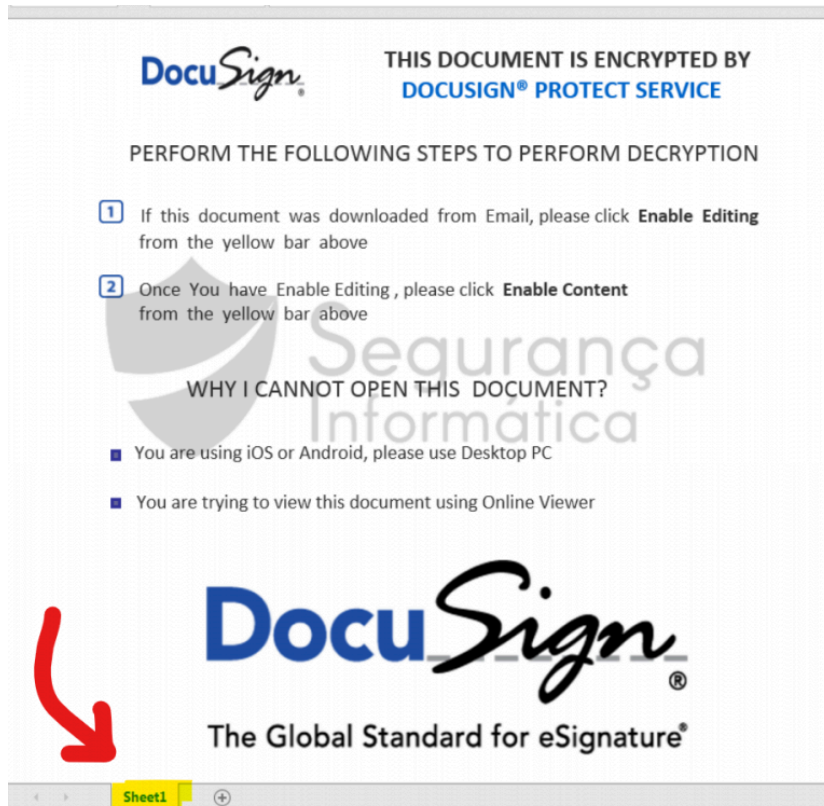 DocuSign®
THIS DOCUMENT IS ENCRYPTED BY
DOCUSIGN® PROTECT SERVICE
PERFORM THE FOLLOWING STEPS TO PERFORM DECRYPTION
1 If this document was downloaded from Email, please click Enable Editing
from the yellow bar above
2 Once You have Enable Editing , please click Enable Content
from the yellow bar above
Segurança
Informática
WHY I CANNOT OPEN THIS DOCUMENT?
You are using iOS or Android, please use Desktop PC
You are trying to view this document using Online Viewer
DocuSign®
The Global Standard for eSignature®
Sheet1